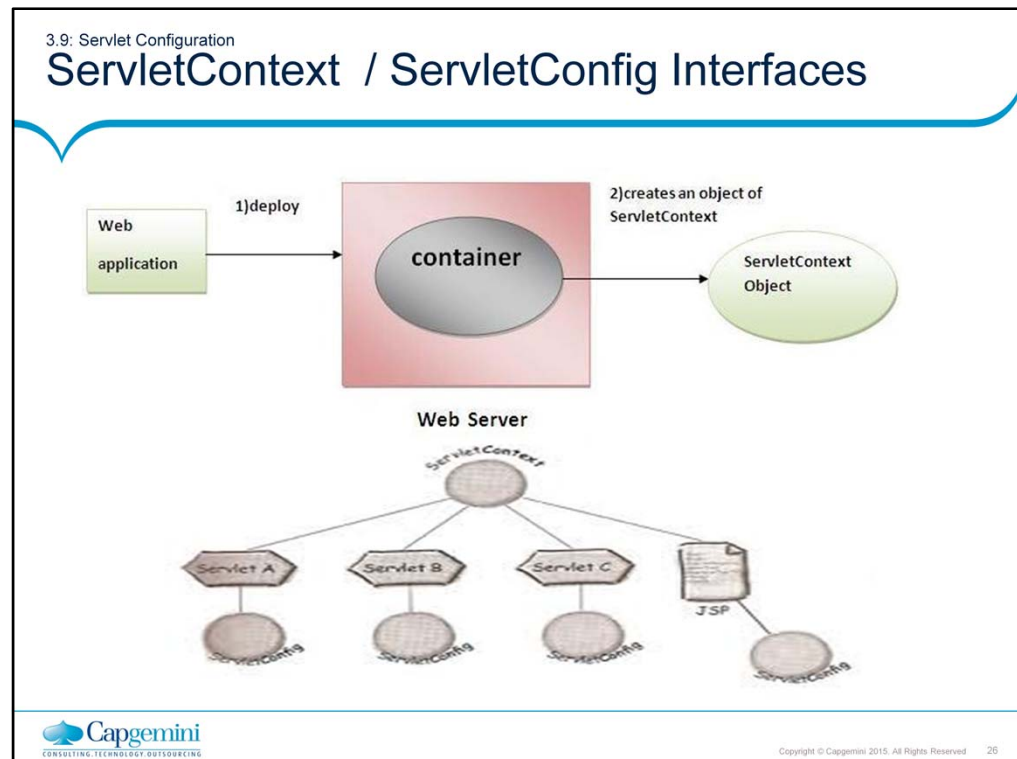 3.9: Servlet Configuration
ServletContext / ServletConfig Interfaces
1)deploy
2)creates an object of
ServletContext
Web
application
container
ServletContext
Object
Web Server
ServletContext
Servlet A
Servlet B
Servlet C
JSP
ServletConfig
ServletConfig
ServletConfig
ServletConfig
Capgemini
CONSULTING.TECHNOLOGY.OUTSOURCING
Copyright © Capgemini 2015. All Rights Reserved 26